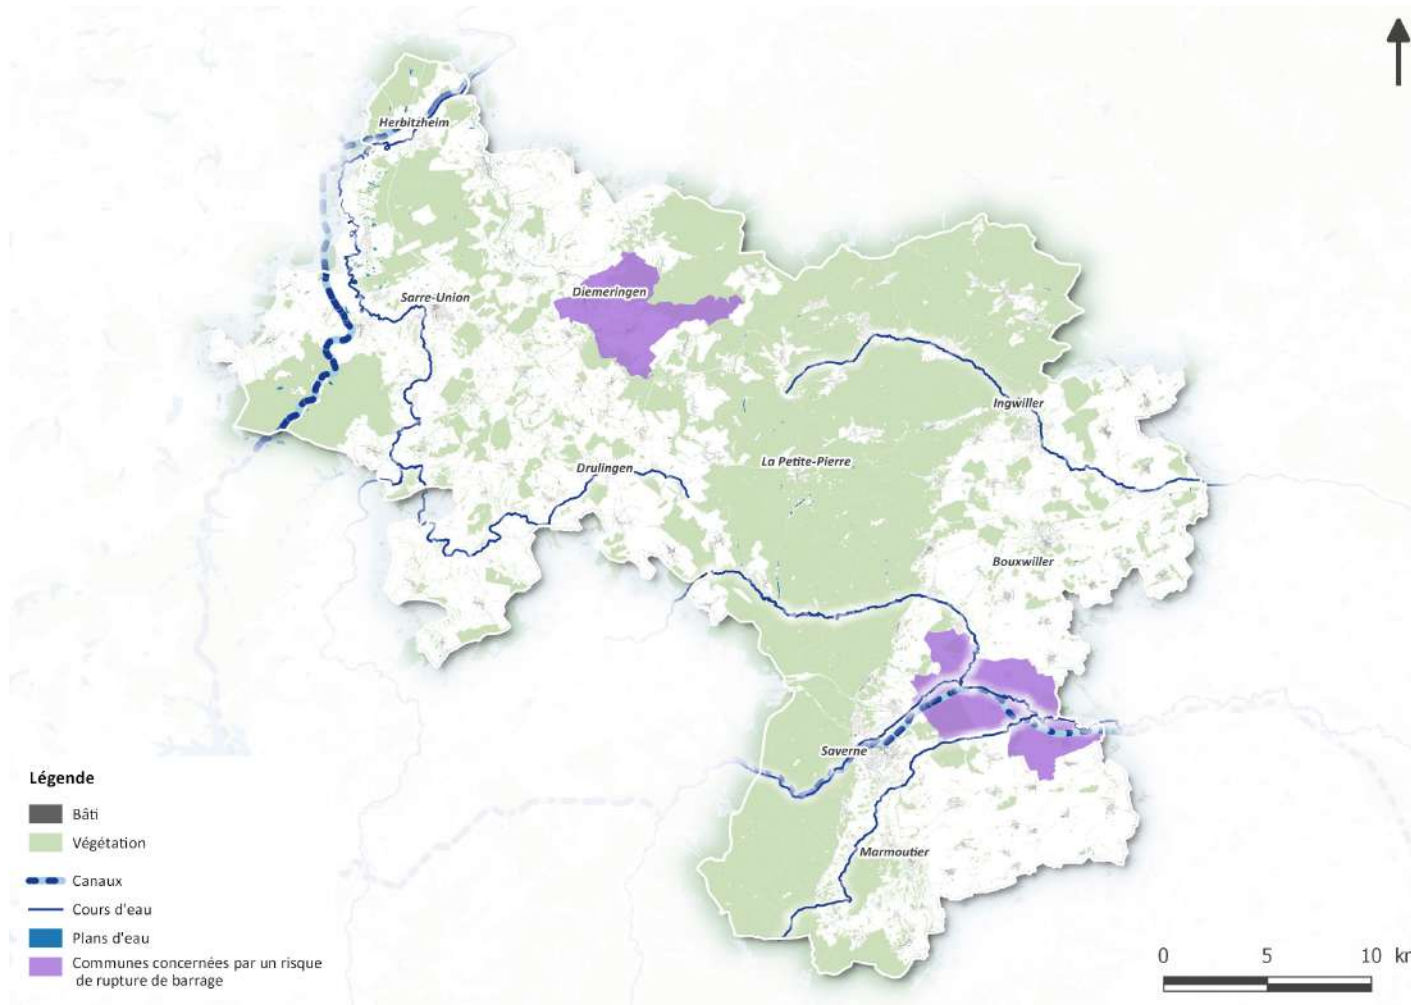 Herbitzheim
Sarre-Union
Diemeringen
Ingwiller
La Petite-Pierre
Drulingen
Bouxwiller
Saverne
Marmoutier
Légende
Bâti
Végétation
Canaux
Cours d'eau
Plans d'eau
Communes concernées par un risque
de rupture de barrage
0 5 10 km